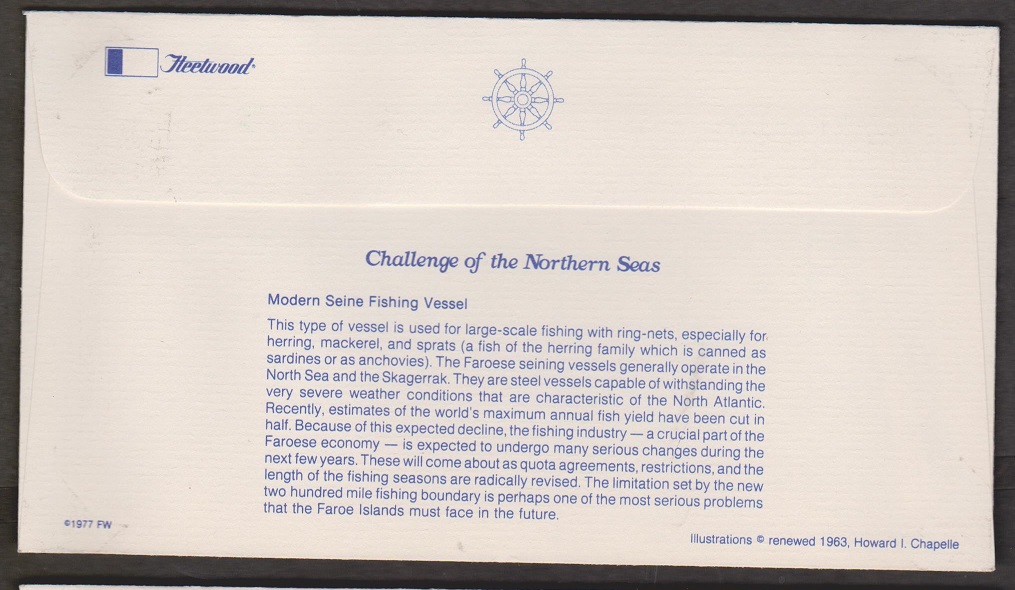 Fleetwood®
Challenge of the Northern Seas
Modern Seine Fishing Vessel
This type of vessel is used for large-scale fishing with ring-nets, especially for
herring, mackerel, and sprats (a fish of the herring family which is canned as
sardines or as anchovies). The Faroese seining vessels generally operate in the
North Sea and the Skagerrak. They are steel vessels capable of withstanding the
very severe weather conditions that are characteristic of the North Atlantic.
Recently, estimates of the world's maximum annual fish yield have been cut in
half. Because of this expected decline, the fishing industry — a crucial part of the
Faroese economy — is expected to undergo many serious changes during the
next few years. These will come about as quota agreements, restrictions, and the
length of the fishing seasons are radically revised. The limitation set by the new
two hundred mile fishing boundary is perhaps one of the most serious problems
that the Faroe Islands must face in the future.
©1977 FW
Illustrations © renewed 1963, Howard I. Chapelle